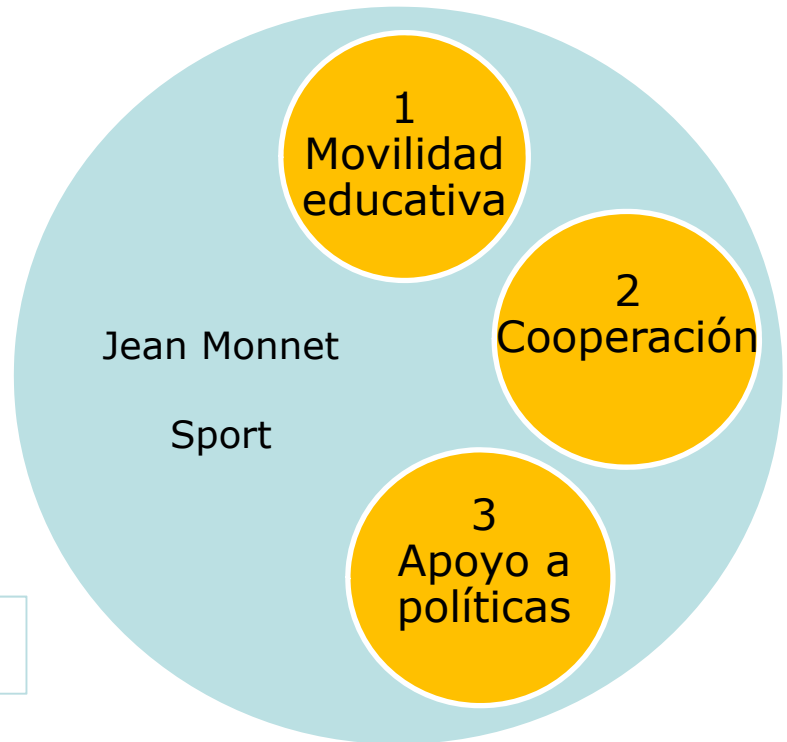 1
Movilidad
educativa
2
Cooperación
Jean Monnet
Sport
3
Apoyo a
políticas